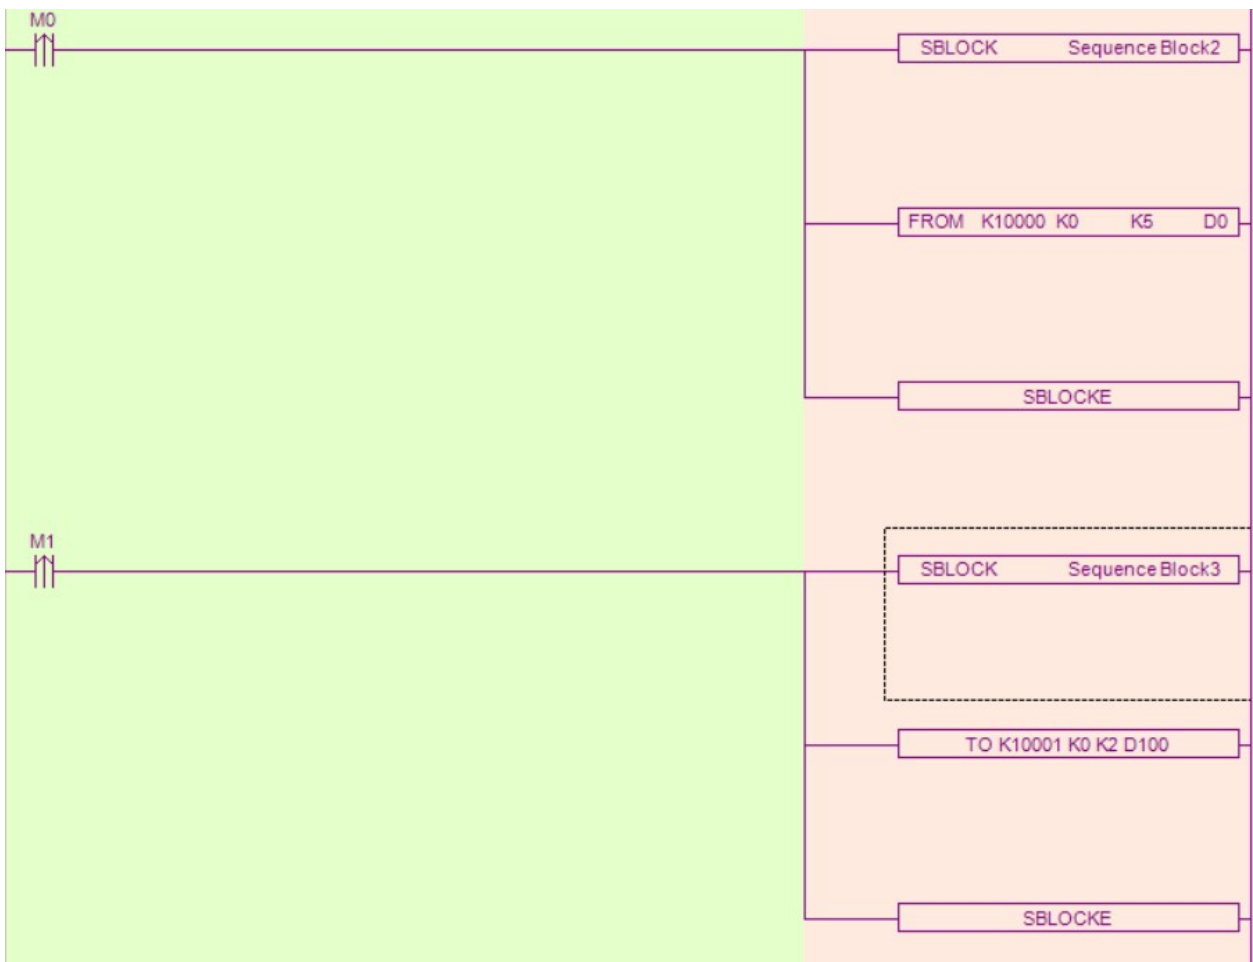 M0
SBLOCK Sequence Block2
FROM K10000 K0 K5 D0
SBLOCKE
M1
SBLOCK Sequence Block3
TO K10001 K0 K2 D100
SBLOCKE